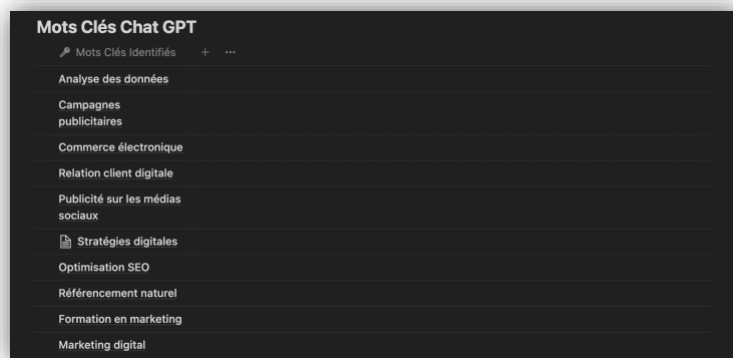 Mots Clés Chat GPT
Mots Clés Identifiés
Analyse des données
Campagnes
publicitaires
Commerce électronique
Relation client digitale
Publicité sur les médias
sociaux
Stratégies digitales
Optimisation SEO
Référencement naturel
Formation en marketing
Marketing digital